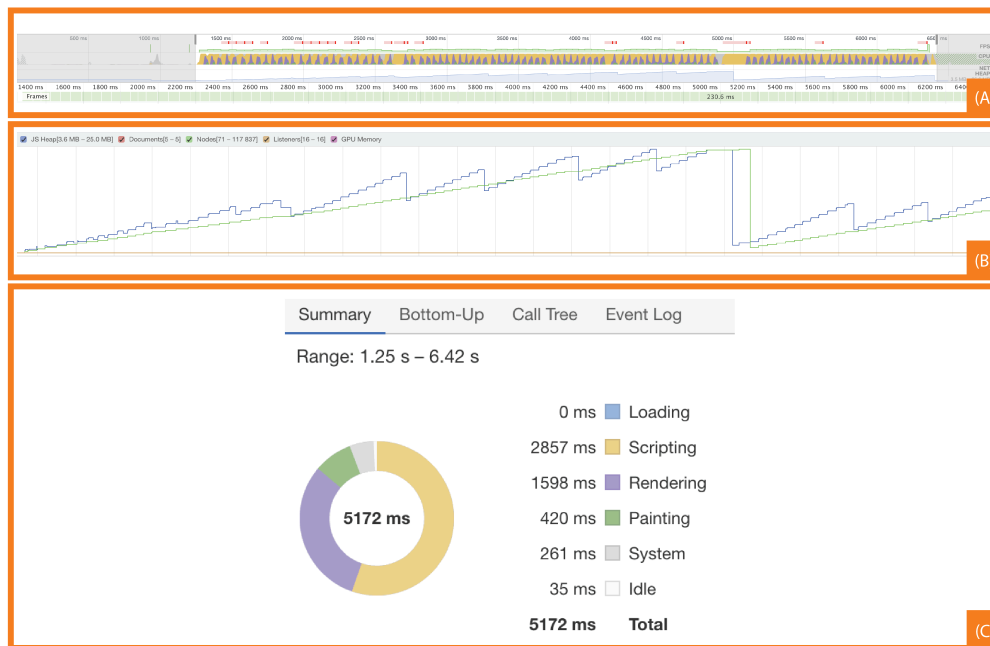 500 ms 1000 ms 1500 ms 2000 ms 2500 ms 3000 ms 3500 ms 4000 ms 4500 ms 5000 ms 5500 ms 6000 ms 650 ms
FPS
CPU
NET
HEAP
1400 ms 1600 ms 1800 ms 2000 ms 2200 ms 2400 ms 2600 ms 2800 ms 3000 ms 3200 ms 3400 ms 3600 ms 3800 ms 4000 ms 4200 ms 4400 ms 4600 ms 4800 ms 5000 ms 5200 ms 5400 ms 5600 ms 5800 ms 6000 ms 6200 ms 640
Frames 230.6 ms
(A
JS Heap[3.6 MB – 25.0 MB] Documents[5 – 5] Nodes[71 – 117 837] Listeners[16 – 16] GPU Memory
(B
Summary Bottom-Up Call Tree Event Log
Range: 1.25 s – 6.42 s
0 ms Loading
2857 ms Scripting
1598 ms Rendering
5172 ms
420 ms Painting
261 ms System
35 ms Idle
5172 ms Total
(C